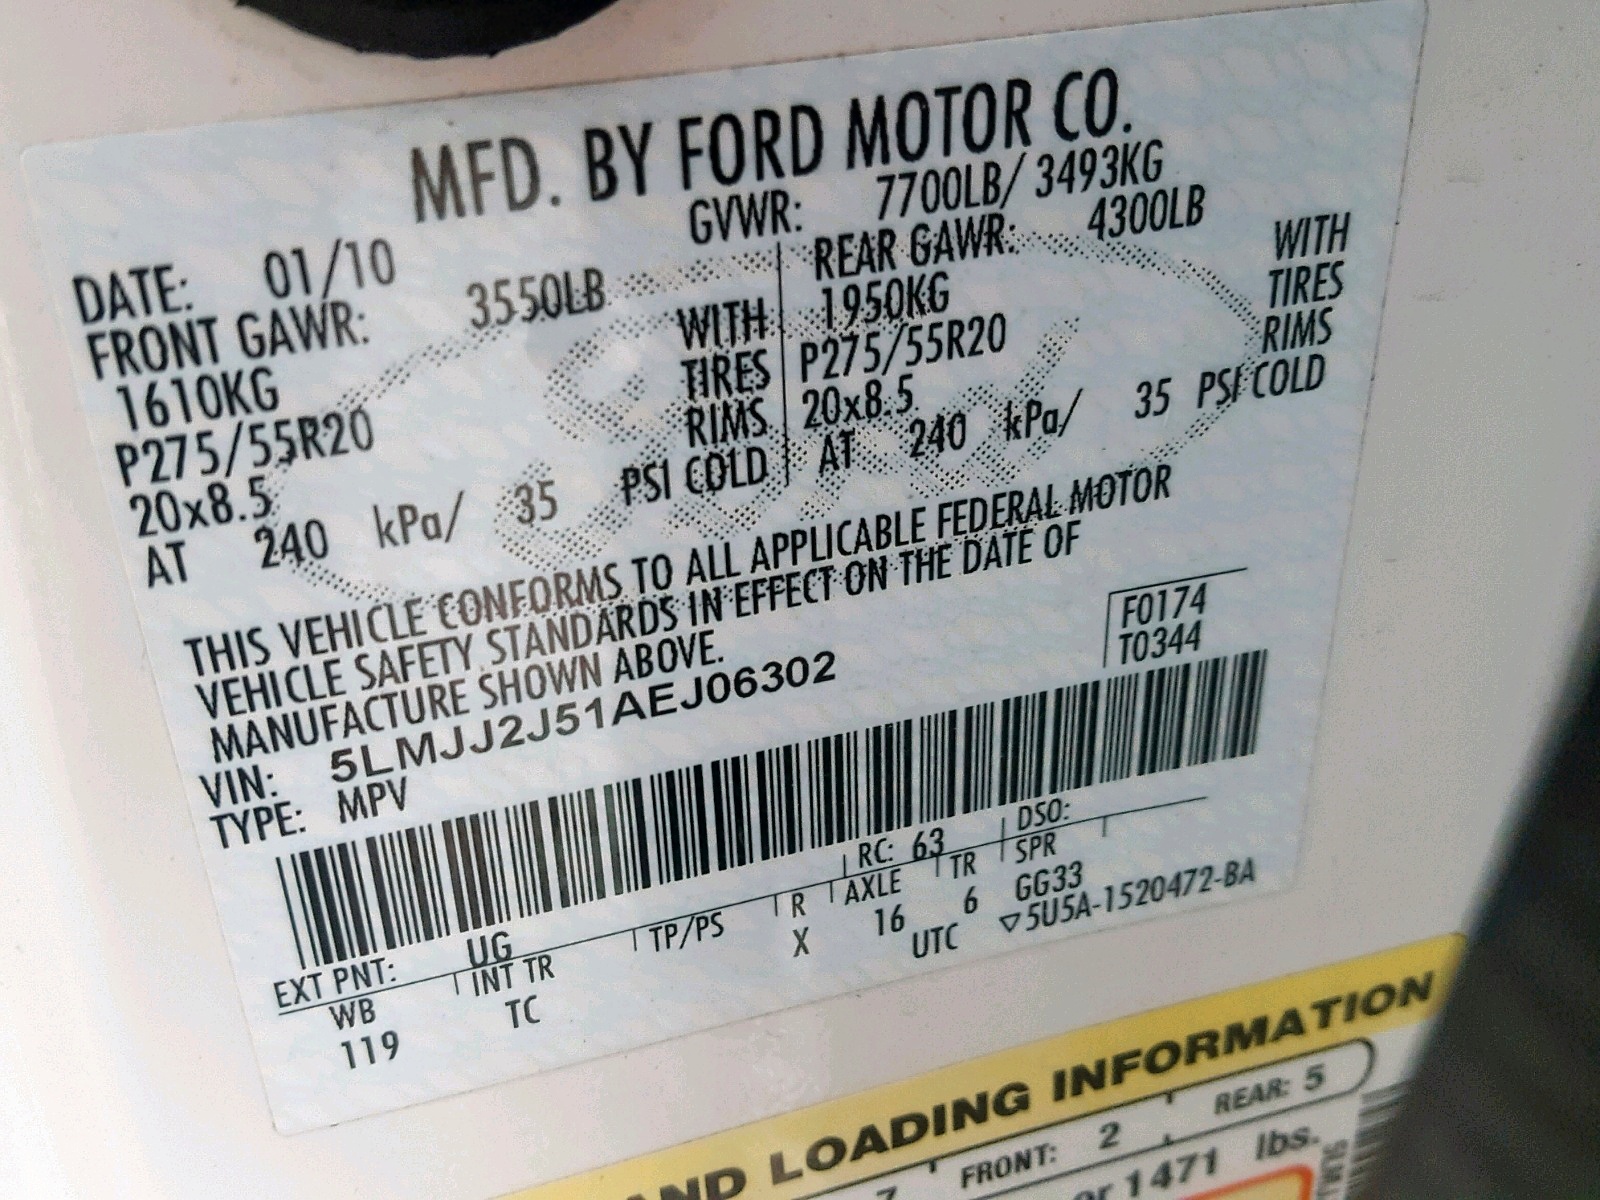 MFD. BY FORD MOTOR CO.
DATE: 01/10 GVWR: 7700LB/ 3493KG
FRONT GAWR: 3550LB REAR GAWR: 4300LB
1610KG WITH 1950KG WITH
P275/55R20 TIRES P275/55R20 TIRES
20x8.5 RIMS 20x8.5 RIMS
AT 240 kPa/ 35 PSI COLD AT 240 kPa/ 35 PSI COLD
THIS VEHICLE CONFORMS TO ALL APPLICABLE FEDERAL MOTOR
VEHICLE SAFETY STANDARDS IN EFFECT ON THE DATE OF
MANUFACTURE SHOWN ABOVE.
VIN: 5LMJJ2J51AEJ06302
TYPE: MPV
F0174
T0344
EXT PNT: UG RC: 63 DSO:
WB INT TR TP/PS R AXLE TR SPR
119 TC X 16 6 GG33
UTC ▽5U5A-1520472-BA
AND LOADING INFORMATION
7 FRONT: 2 REAR: 5
or 1471 lbs.